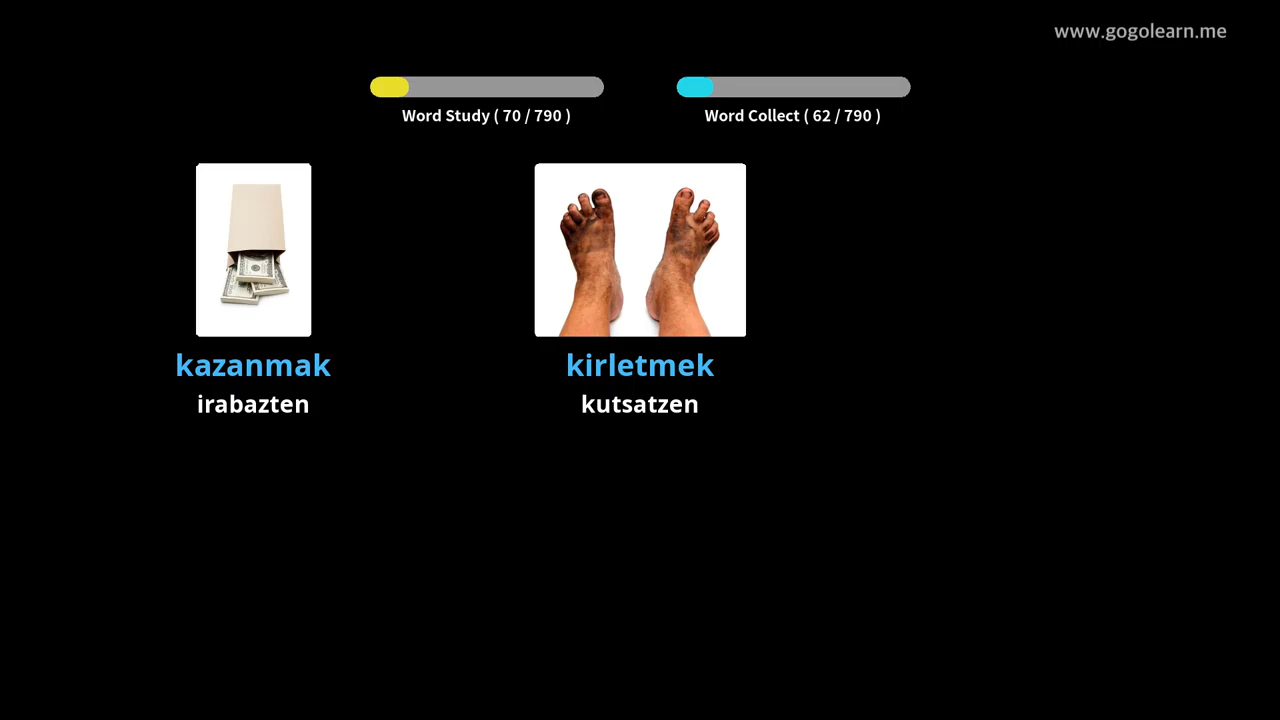 www.gogolearn.me
Word Study ( 70 / 790 )
Word Collect ( 62 / 790 )
kazanmak
irabazten
kirletmek
kutsatzen